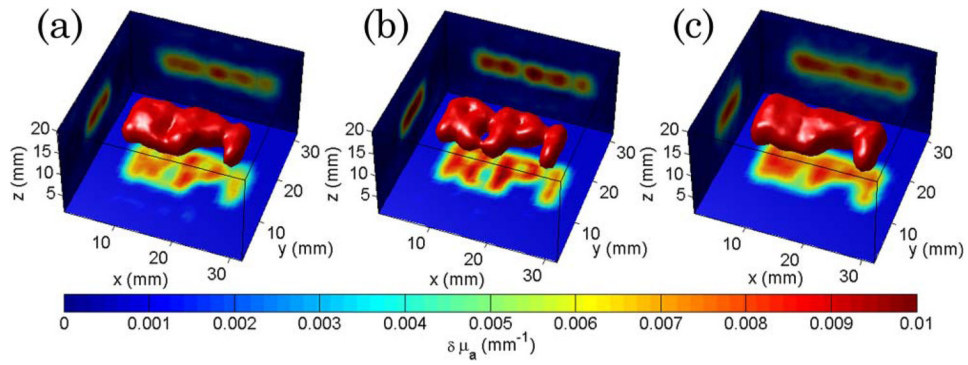 (a) (b) (c)
20 20 20
15 15 15
10 10 10
5 5 5
z (mm) z (mm) z (mm)
30 30 30
20 20 20
10 10 10
y (mm) y (mm) y (mm)
10 20 30 10 20 30 10 20 30
x (mm) x (mm) x (mm)
0 0.001 0.002 0.003 0.004 0.005 0.006 0.007 0.008 0.009 0.01
δ μa (mm-1)